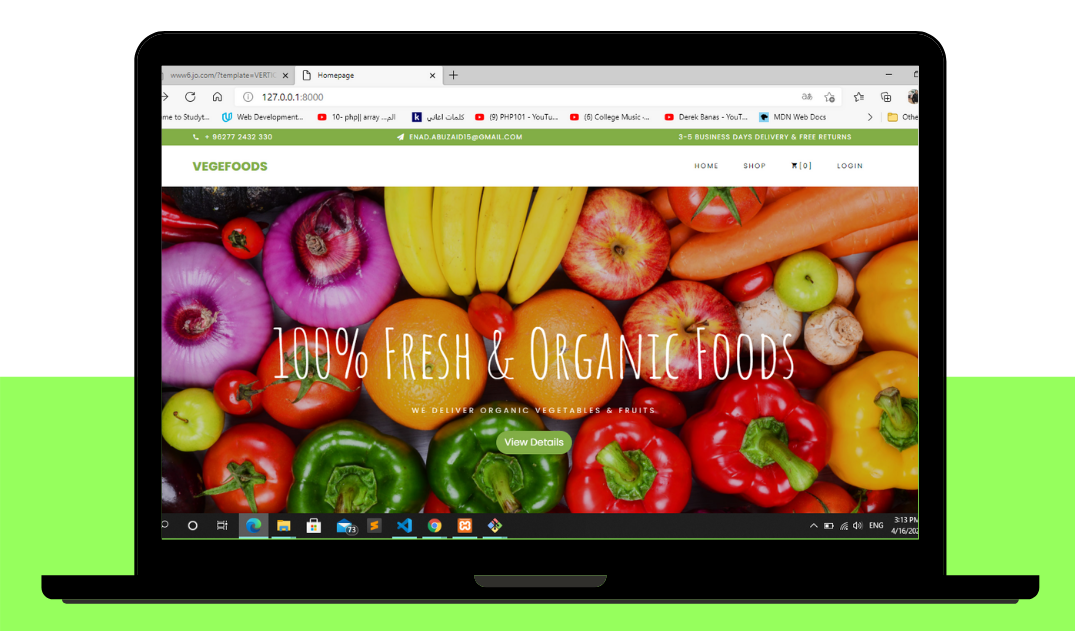 www6.jo.com/?template=VERTI
Homepage
127.0.0.1:8000
me to Studyt...
Web Development...
10- php|| array ...الم
كلمات اغاني
(9) PHP101 - YouTu...
(6) College Music -...
Derek Banas - YouT...
MDN Web Docs
Othe
+ 96277 2432 330
ENAD.ABUZAID15@GMAIL.COM
3-5 BUSINESS DAYS DELIVERY & FREE RETURNS
VEGEFOODS
HOME
SHOP
[0]
LOGIN
100% Fresh & Organic Foods
WE DELIVER ORGANIC VEGETABLES & FRUITS
View Details
73
ENG
3:13 PM
4/16/202